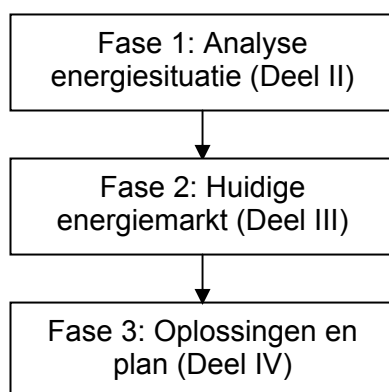 Fase 1: Analyse
energiesituatie (Deel II)
Fase 2: Huidige
energiemarkt (Deel III)
Fase 3: Oplossingen en
plan (Deel IV)